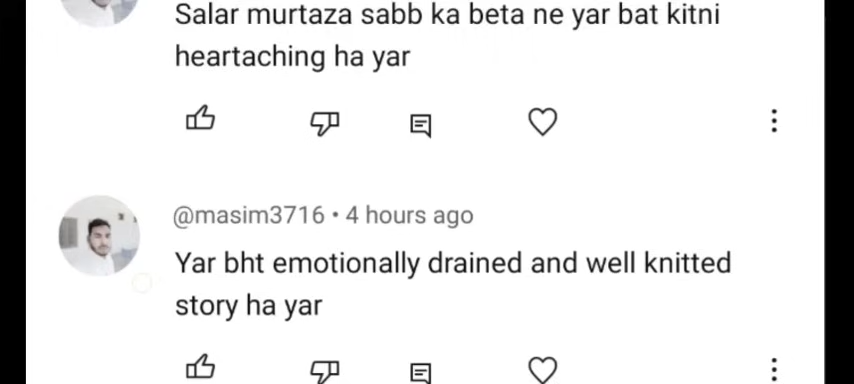 Salar murtaza sabb ka beta ne yar bat kitni
heartaching ha yar
@masim3716 • 4 hours ago
Yar bht emotionally drained and well knitted
story ha yar